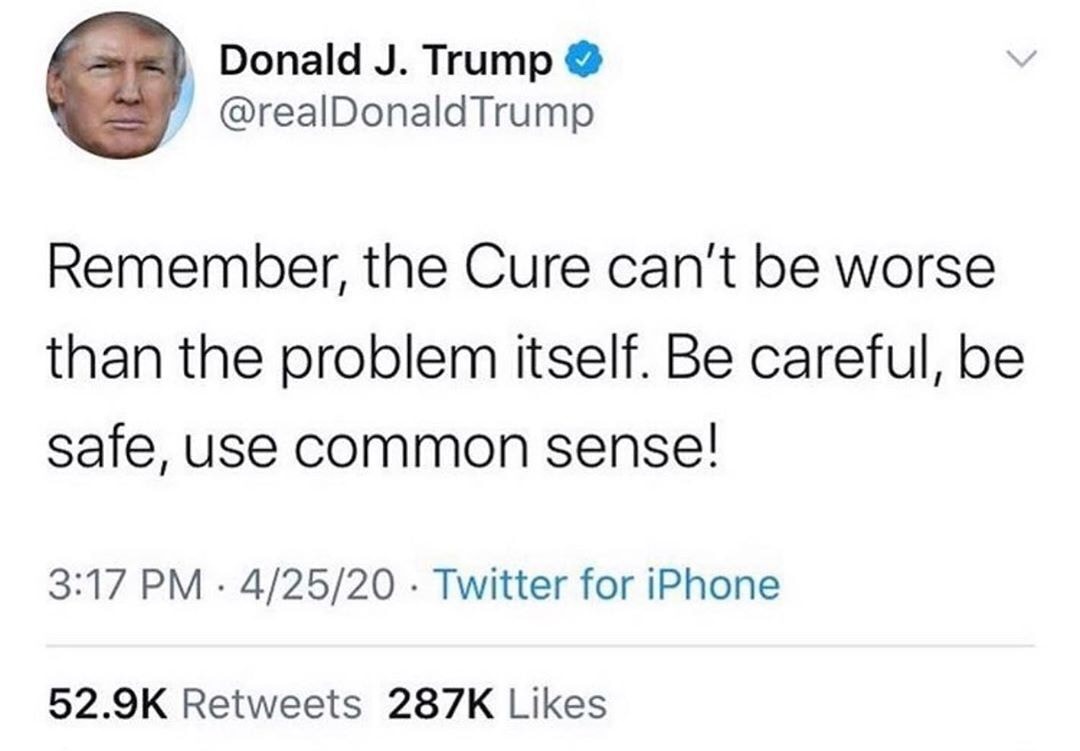 Donald J. Trump
@realDonaldTrump
Remember, the Cure can't be worse
than the problem itself. Be careful, be
safe, use common sense!
3:17 PM · 4/25/20 · Twitter for iPhone
52.9K Retweets 287K Likes